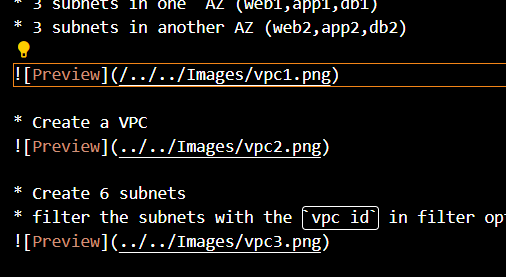 * 3 subnets in one  AZ (web1,app1,db1)
* 3 subnets in another AZ (web2,app2,db2)
![Preview](/../../Images/vpc1.png)
* Create a VPC
![Preview](../../Images/vpc2.png)
* Create 6 subnets
* filter the subnets with the `vpc id` in filter
![Preview](../../Images/vpc3.png)